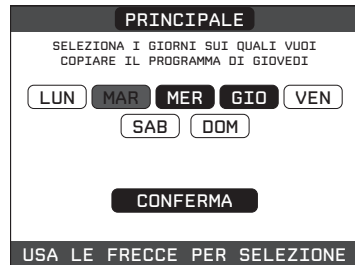 PRINCIPALE
SELEZIONA I GIORNI SUI QUALI VUOI
COPIARE IL PROGRAMMA DI GIOVEDI
LUN MAR MER GIO VEN
SAB DOM
CONFERMA
USA LE FRECCE PER SELEZIONE